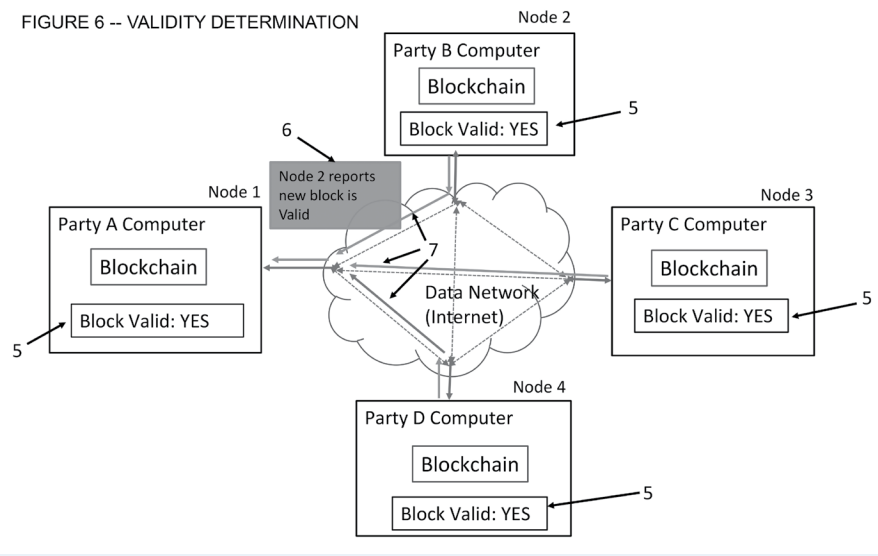 FIGURE 6 -- VALIDITY DETERMINATION
Node 2
Party B Computer
Blockchain
Block Valid: YES
5
6
Node 2 reports
new block is
Valid
Node 1
Party A Computer
Blockchain
Block Valid: YES
5
7
Data Network
(Internet)
Node 3
Party C Computer
Blockchain
Block Valid: YES
5
Node 4
Party D Computer
Blockchain
Block Valid: YES
5